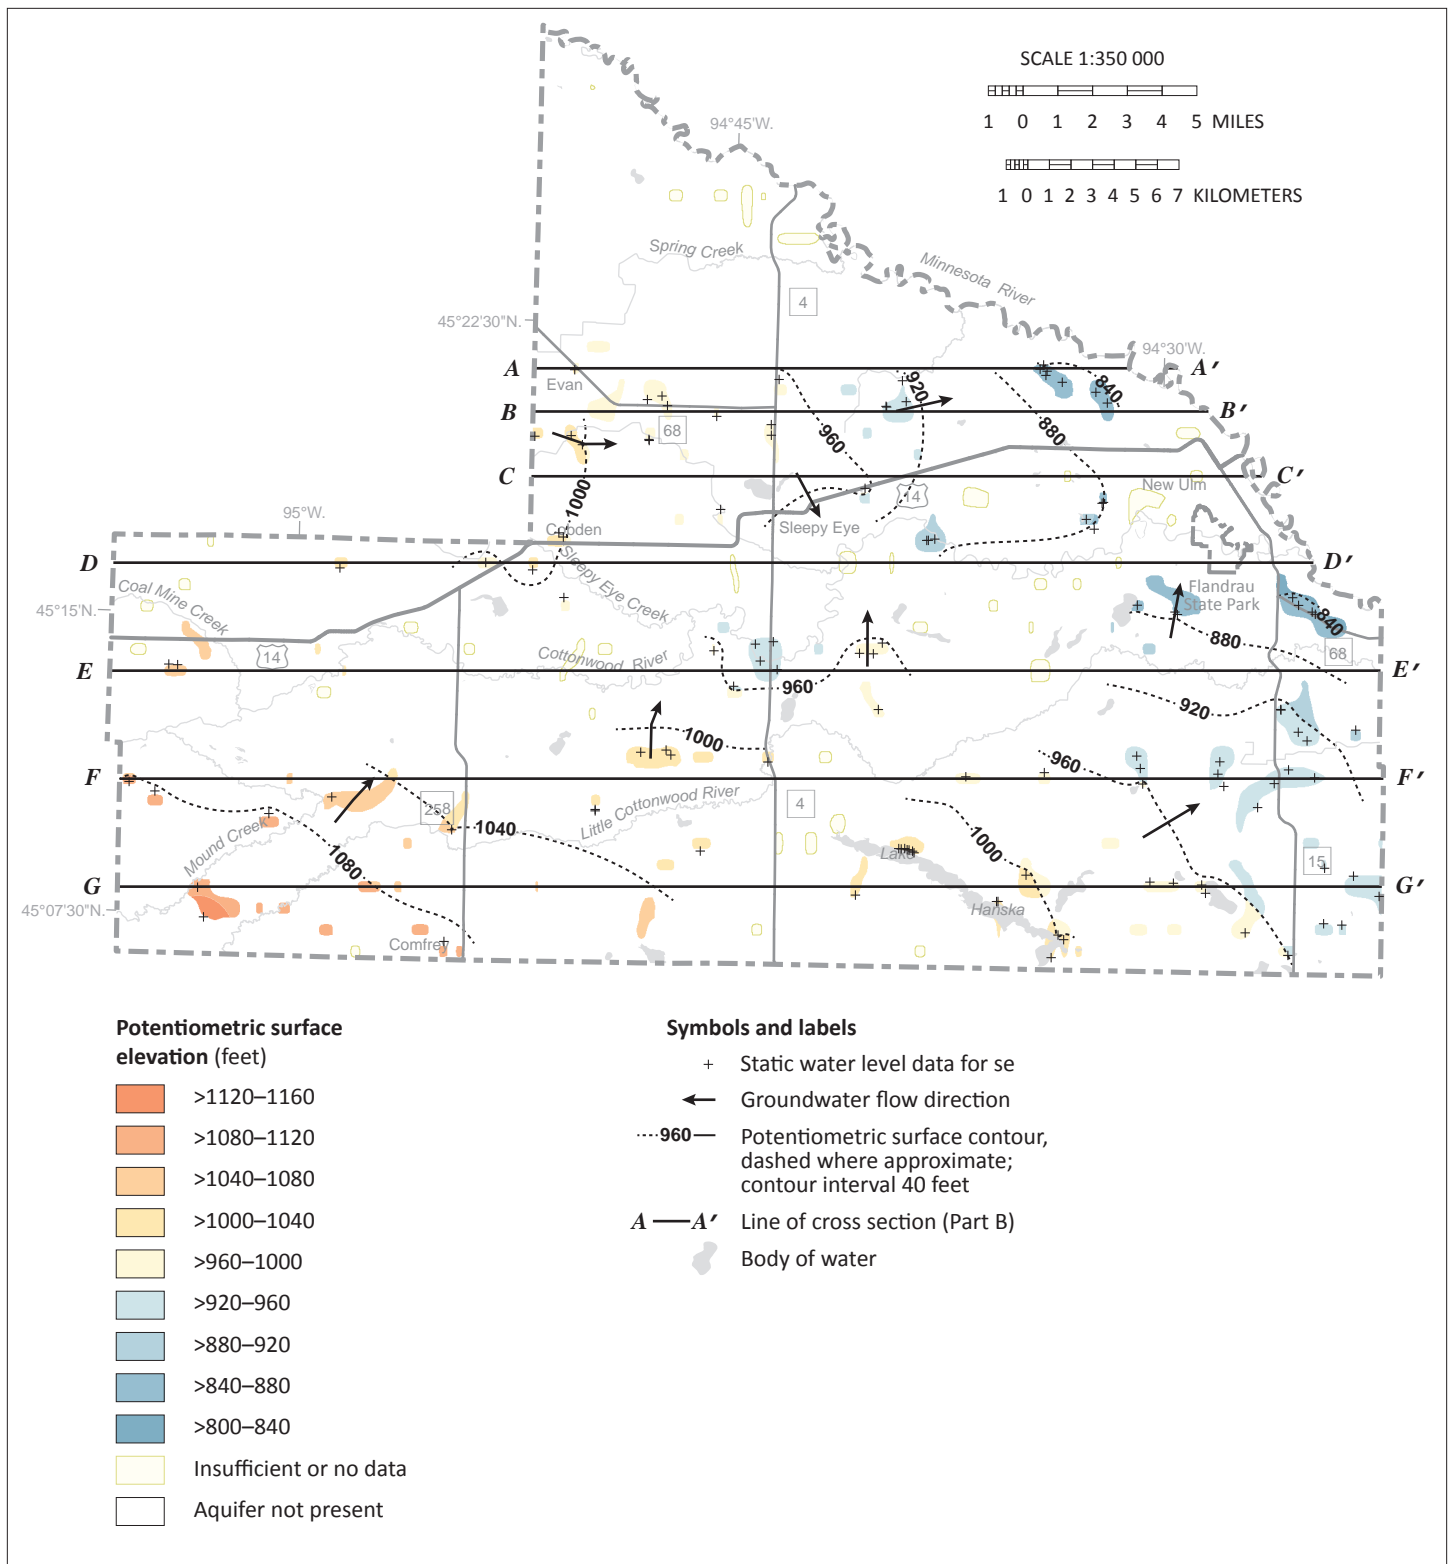 SCALE 1:350 000
1 0 1 2 3 4 5 MILES
1 0 1 2 3 4 5 6 7 KILOMETERS
94°45'W.
Spring Creek
Minnesota River
4
45°22'30"N.
94°30'W.
A A′
Evan
920
840
B B′
68
960
880
C C′
1000
14
New Ulm
95°W.
Cobden
Sleepy Eye
D D′
Coal Mine Creek
Sleepy Eye Creek
Flandrau
State Park
45°15'N.
840
880
14
Cottonwood River
68
E E′
960
920
1000
960
F F′
258
Little Cottonwood River
4
1040
Mound Creek
1080
1000
Lake
15
G G′
45°07'30"N.
Hanska
Comfrey
Potentiometric surface
elevation (feet)
>1120–1160
>1080–1120
>1040–1080
>1000–1040
>960–1000
>920–960
>880–920
>840–880
>800–840
Insufficient or no data
Aquifer not present
Symbols and labels
Static water level data for se
Groundwater flow direction
960
Potentiometric surface contour,
dashed where approximate;
contour interval 40 feet
A A′ Line of cross section (Part B)
Body of water